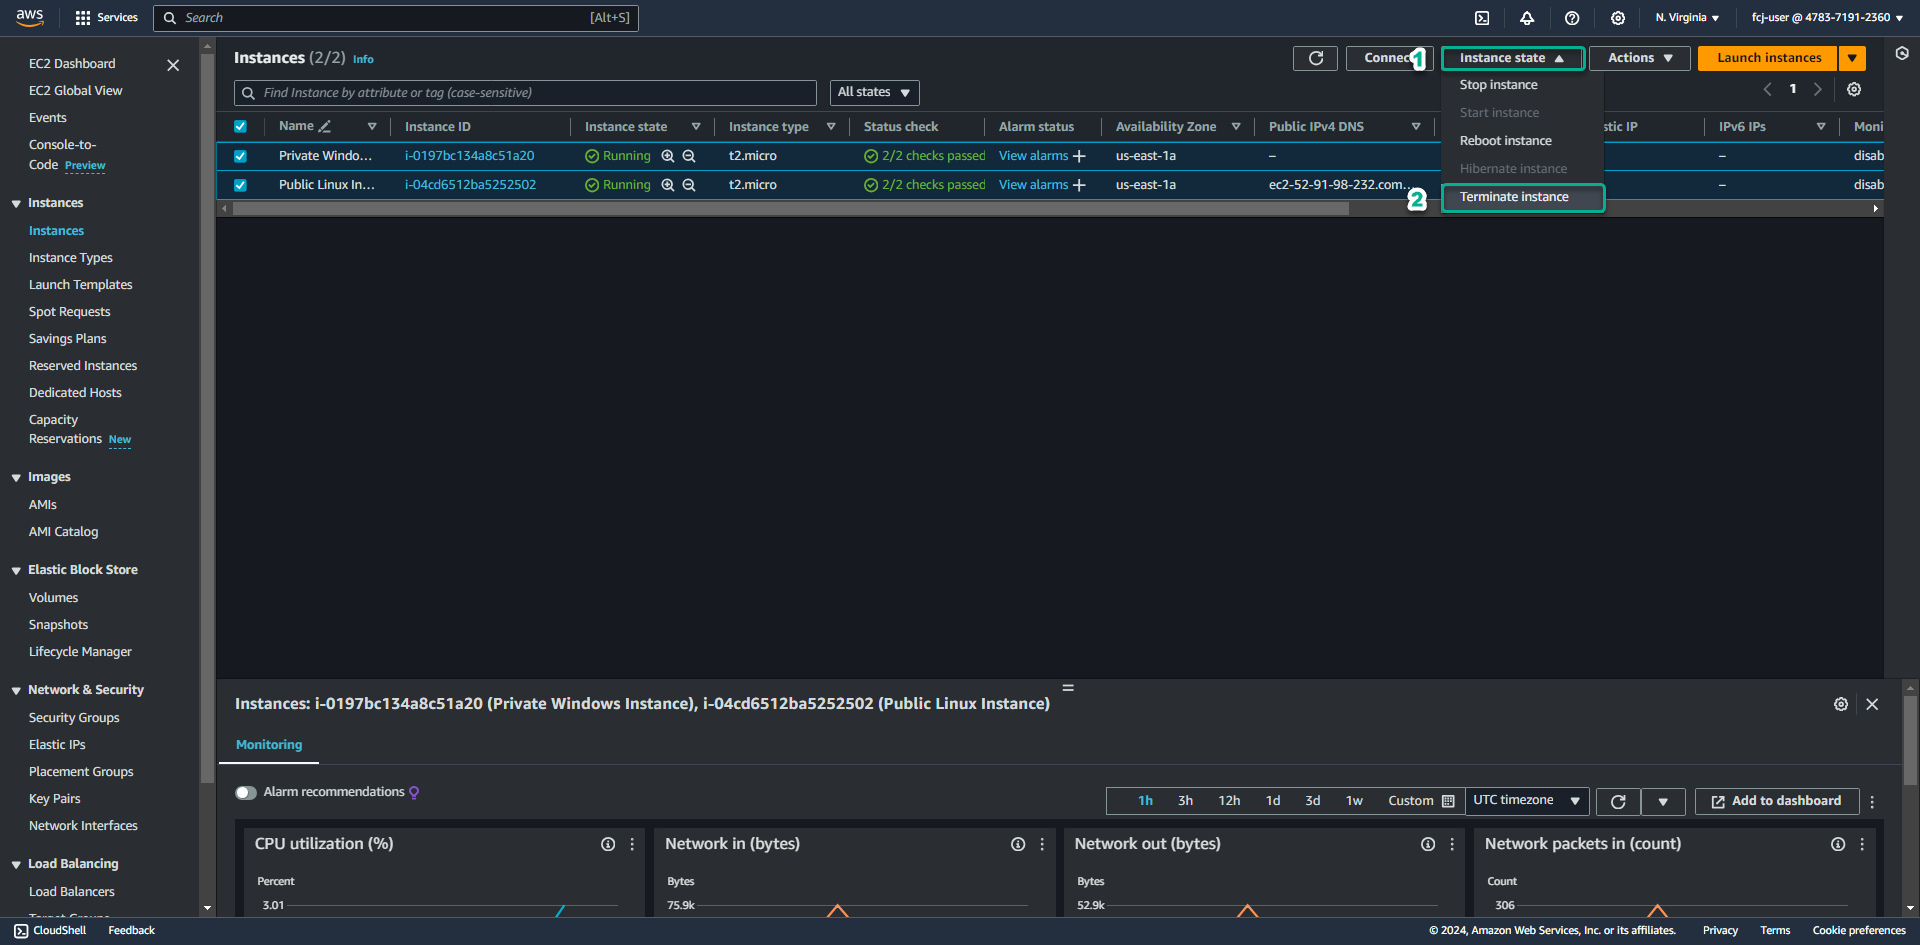 aws
Services
Search
[Alt+S]
N. Virginia
fcj-user @ 4783-7191-2360
EC2 Dashboard
EC2 Global View
Events
Console-to-
Code Preview
Instances
Instances
Instance Types
Launch Templates
Spot Requests
Savings Plans
Reserved Instances
Dedicated Hosts
Capacity
Reservations New
Images
AMIs
AMI Catalog
Elastic Block Store
Volumes
Snapshots
Lifecycle Manager
Network & Security
Security Groups
Elastic IPs
Placement Groups
Key Pairs
Network Interfaces
Load Balancing
Load Balancers
Instances (2/2) Info
Connec
1
Instance state
Actions
Launch instances
Find Instance by attribute or tag (case-sensitive)
All states
1
Stop instance
Start instance
Reboot instance
Hibernate instance
2
Terminate instance
Name Instance ID Instance state Instance type Status check Alarm status Availability Zone Public IPv4 DNS stic IP IPv6 IPs Moni
Private Windo... i-0197bc134a8c51a20 Running t2.micro 2/2 checks passed View alarms + us-east-1a – – disab
Public Linux In... i-04cd6512ba5252502 Running t2.micro 2/2 checks passed View alarms + us-east-1a ec2-52-91-98-232.com... – disab
Instances: i-0197bc134a8c51a20 (Private Windows Instance), i-04cd6512ba5252502 (Public Linux Instance)
Monitoring
Alarm recommendations
1h 3h 12h 1d 3d 1w Custom UTC timezone
Add to dashboard
CPU utilization (%)
Percent
3.01
Network in (bytes)
Bytes
75.9k
Network out (bytes)
Bytes
52.9k
Network packets in (count)
Count
306
CloudShell Feedback
© 2024, Amazon Web Services, Inc. or its affiliates. Privacy Terms Cookie preferences